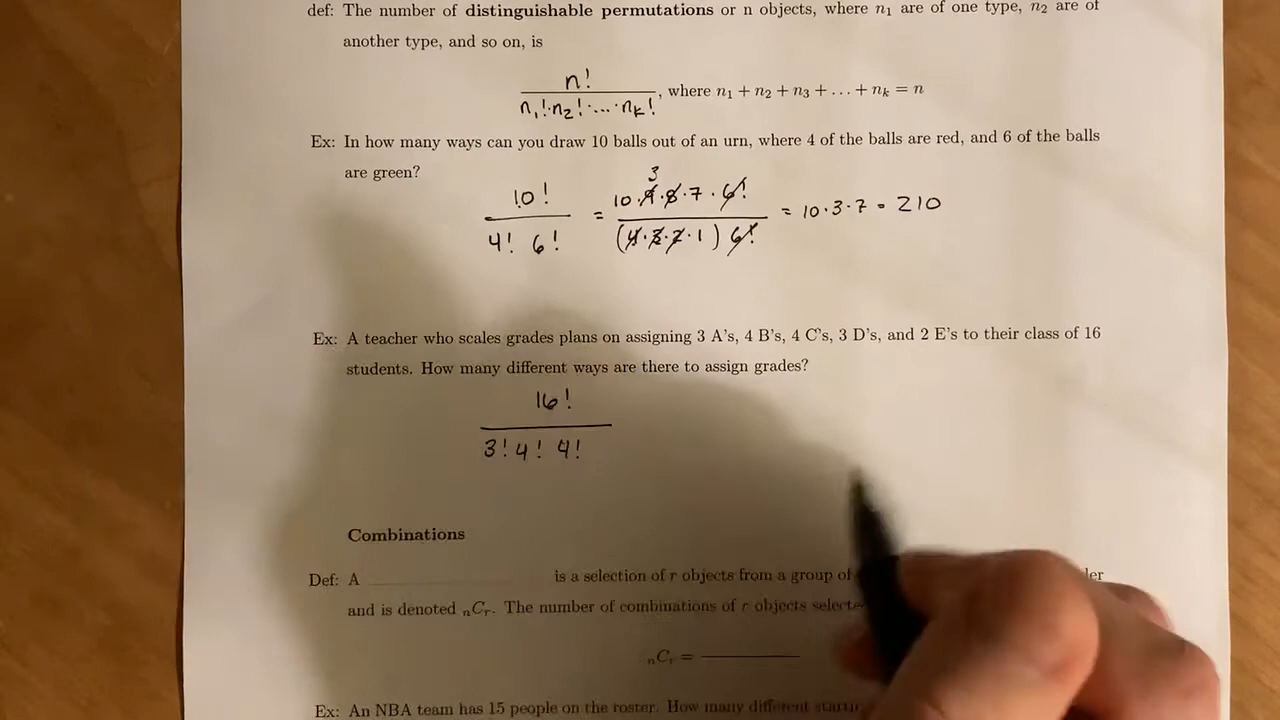 def: The number of distinguishable permutations or n objects, where n₁ are of one type, n₂ are of
another type, and so on, is
n! / n₁!·n₂!·...·nₖ! , where n₁ + n₂ + n₃ + ... + nₖ = n
Ex: In how many ways can you draw 10 balls out of an urn, where 4 of the balls are red, and 6 of the balls
are green?
10! / 4! 6! = 10·9·8·7·6! / (4·3·2·1) 6! = 10·3·7 = 210
3
Ex: A teacher who scales grades plans on assigning 3 A's, 4 B's, 4 C's, 3 D's, and 2 E's to their class of 16
students. How many different ways are there to assign grades?
16! / 3! 4! 4!
Combinations
Def: A ________ is a selection of r objects from a group of
and is denoted ₙCᵣ. The number of combinations of r objects
ₙCᵣ = ________
Ex: An NBA team has 15 people on the roster. How many different